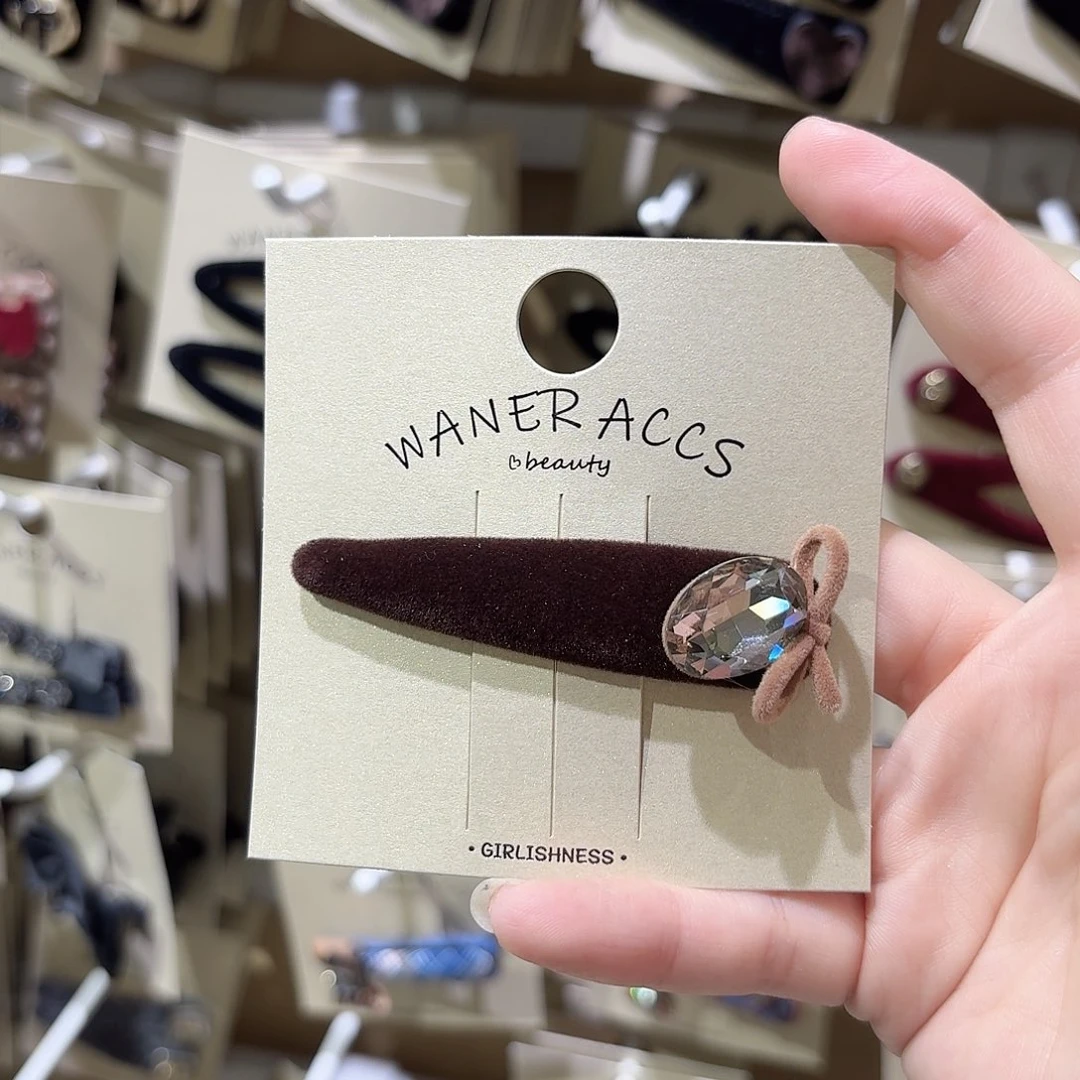 WANER ACCS
beauty
• GIRLISHNESS •